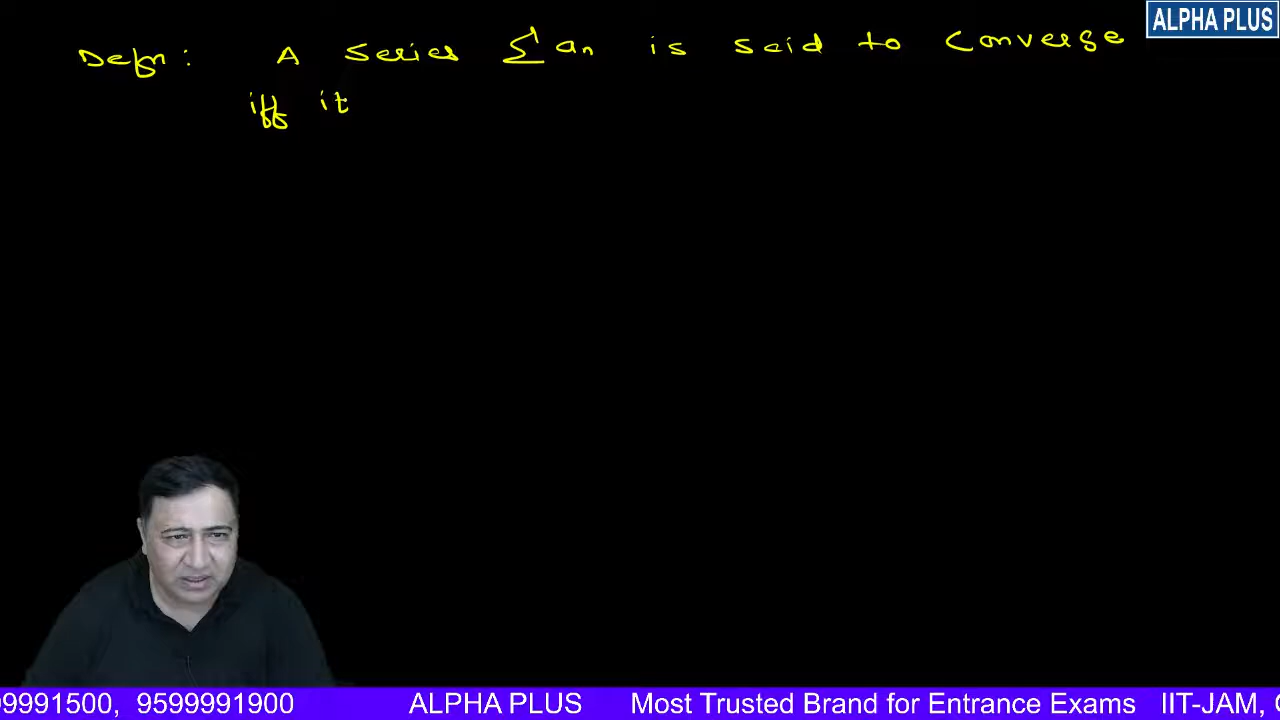 ALPHA PLUS
Defn: A series Σ an is said to converge
iff it
99991500, 9599991900 ALPHA PLUS Most Trusted Brand for Entrance Exams IIT-JAM,